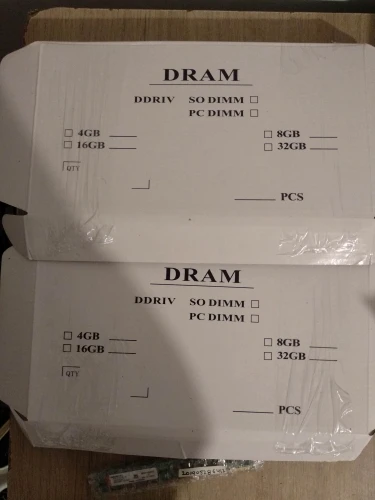 DRAM
DDRIV SO DIMM
PC DIMM
4GB
8GB
16GB
32GB
QTY
PCS
DRAM
DDRIV SO DIMM
PC DIMM
4GB
8GB
16GB
32GB
QTY
PCS